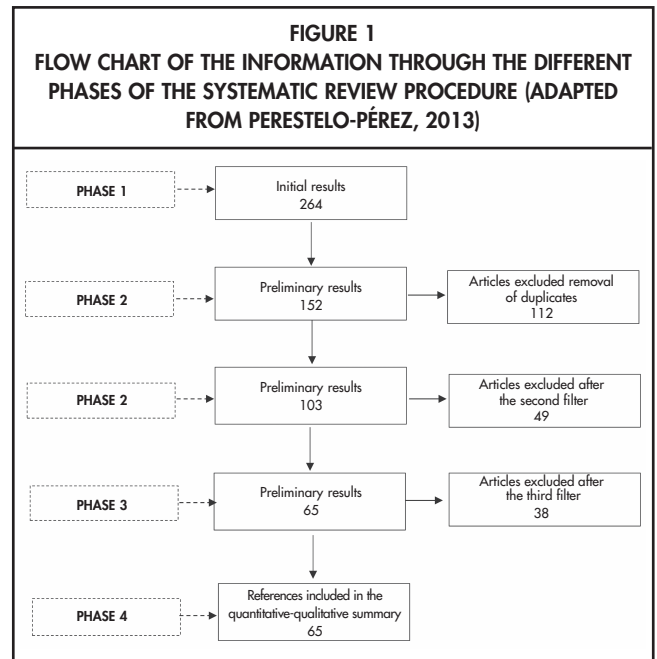 FIGURE 1
FLOW CHART OF THE INFORMATION THROUGH THE DIFFERENT
PHASES OF THE SYSTEMATIC REVIEW PROCEDURE (ADAPTED
FROM PERESTELO-PÉREZ, 2013)
PHASE 1
Initial results
264
PHASE 2
Preliminary results
152
Articles excluded removal
of duplicates
112
PHASE 2
Preliminary results
103
Articles excluded after
the second filter
49
PHASE 3
Preliminary results
65
Articles excluded after
the third filter
38
PHASE 4
References included in the
quantitative-qualitative summary
65